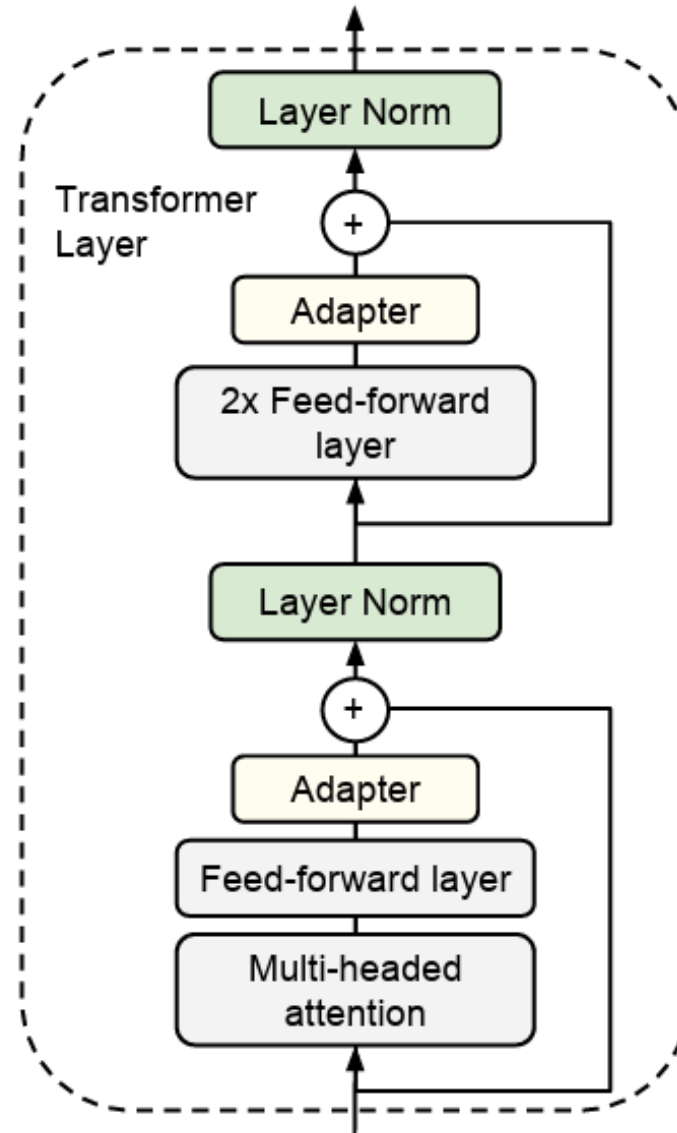 Layer Norm
Transformer
Layer
+
Adapter
2x Feed-forward
layer
Layer Norm
+
Adapter
Feed-forward layer
Multi-headed
attention